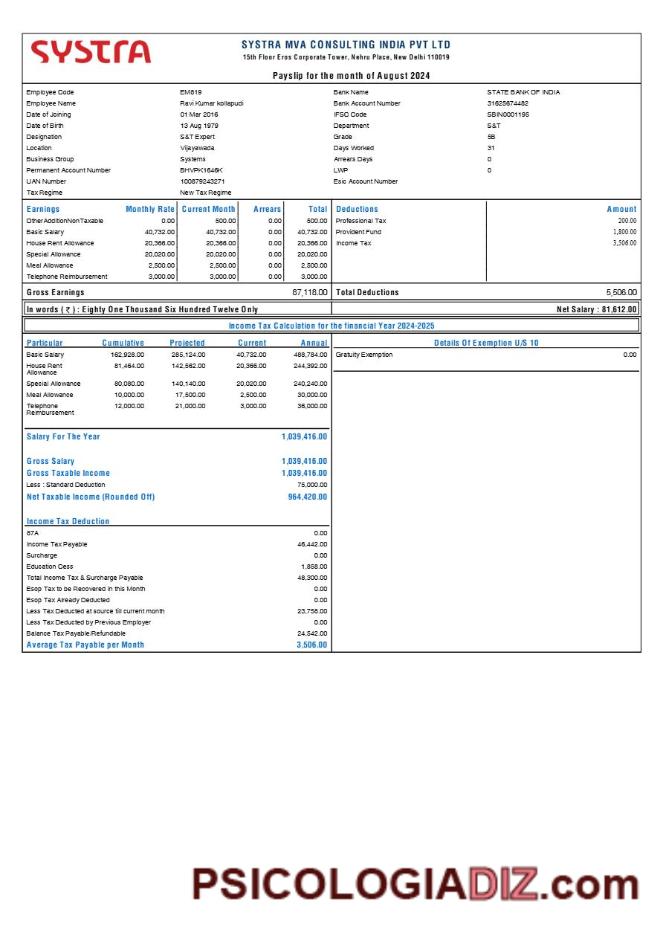 SYSTRA
SYSTRA MVA CONSULTING INDIA PVT LTD
15th Floor Eros Corporate Tower, Nehru Place, New Delhi 110019
Payslip for the month of August 2024
Employee Code EM819 Bank Name STATE BANK OF INDIA
Employee Name Ravi Kumar kollapudi Bank Account Number 31625674482
Date of Joining 01 Mar 2016 IFSC Code SBIN0001195
Date of Birth 13 Aug 1979 Department S&T
Designation S&T Expert Grade 5B
Location Vijayawada Days Worked 31
Business Group Systems Arrears Days 0
Permanent Account Number BHVPK1646K LWP 0
UAN Number 100879243271 Esic Account Number
Tax Regime New Tax Regime
Earnings Monthly Rate Current Month Arrears Total Deductions Amount
OtherAdditionNonTaxable 0.00 500.00 0.00 500.00 Professional Tax 200.00
Basic Salary 40,732.00 40,732.00 0.00 40,732.00 Provident Fund 1,800.00
House Rent Allowance 20,366.00 20,366.00 0.00 20,366.00 Income Tax 3,506.00
Special Allowance 20,020.00 20,020.00 0.00 20,020.00
Meal Allowance 2,500.00 2,500.00 0.00 2,500.00
Telephone Reimbursement 3,000.00 3,000.00 0.00 3,000.00
Gross Earnings 87,118.00 Total Deductions 5,506.00
In words ( ₹ ) : Eighty One Thousand Six Hundred Twelve Only Net Salary : 81,612.00
Income Tax Calculation for the financial Year 2024-2025
Particular Cumulative Projected Current Annual Details Of Exemption U/S 10
Basic Salary 162,928.00 285,124.00 40,732.00 488,784.00 Gratuity Exemption 0.00
House Rent Allowance 81,464.00 142,562.00 20,366.00 244,392.00
Special Allowance 80,080.00 140,140.00 20,020.00 240,240.00
Meal Allowance 10,000.00 17,500.00 2,500.00 30,000.00
Telephone Reimbursement 12,000.00 21,000.00 3,000.00 36,000.00
Salary For The Year 1,039,416.00
Gross Salary 1,039,416.00
Gross Taxable Income 1,039,416.00
Less : Standard Deduction 75,000.00
Net Taxable Income (Rounded Off) 964,420.00
Income Tax Deduction
87A 0.00
Income Tax Payable 46,442.00
Surcharge 0.00
Education Cess 1,858.00
Total Income Tax & Surcharge Payable 48,300.00
Esop Tax to be Recovered in this Month 0.00
Esop Tax Already Deducted 0.00
Less Tax Deducted at source till current month 23,758.00
Less Tax Deducted by Previous Employer 0.00
Balance Tax Payable/Refundable 24,542.00
Average Tax Payable per Month 3,506.00
PSICOLOGIADIZ.com